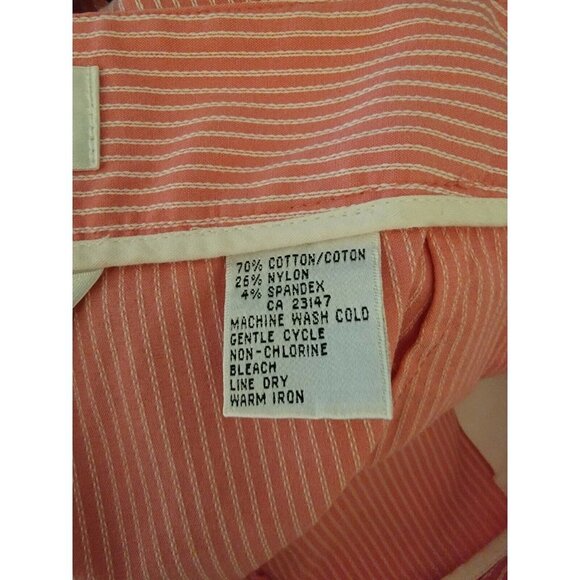 70% COTTON/COTON
26% NYLON
4% SPANDEX
CA 23147
MACHINE WASH COLD
GENTLE CYCLE
NON-CHLORINE
BLEACH
LINE DRY
WARM IRON